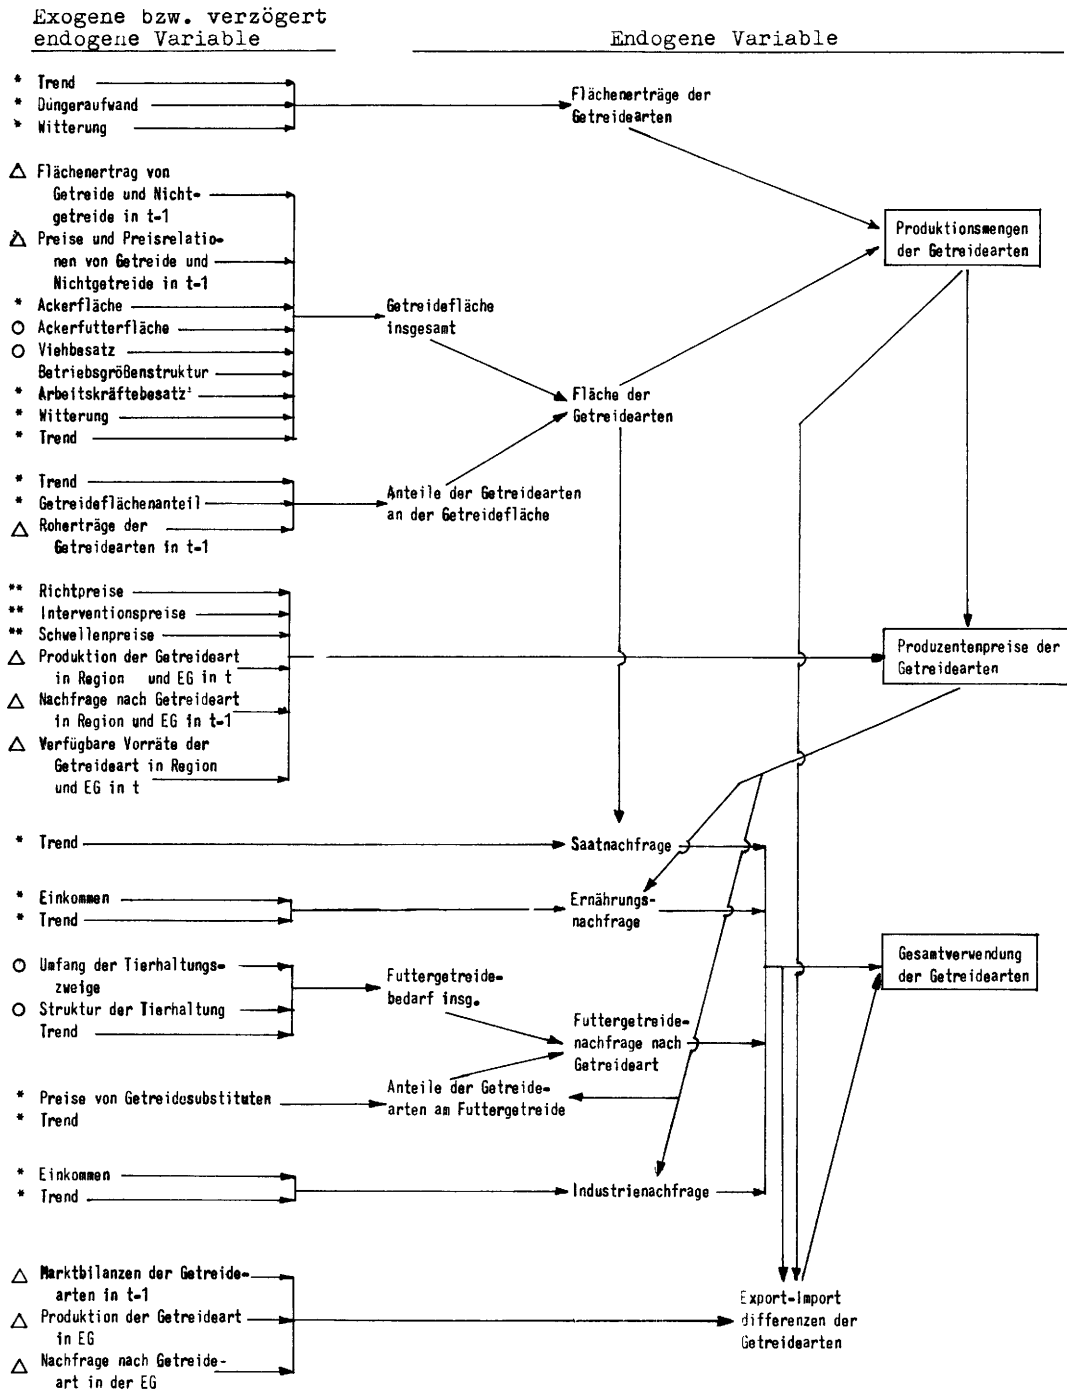 Exogene bzw. verzögert
endogene Variable
Endogene Variable
* Trend
* Düngeraufwand
* Witterung
Flächenerträge der
Getreidearten
△ Flächenertrag von
Getreide und Nicht-
getreide in t-1
△ Preise und Preisrelatio-
nen von Getreide und
Nichtgetreide in t-1
* Ackerfläche
○ Ackerfutterfläche
○ Viehbesatz
Betriebsgrößenstruktur
* Arbeitskräftebesatz
* Witterung
* Trend
Getreidefläche
insgesamt
Fläche der
Getreidearten
Produktionsmengen
der Getreidearten
* Trend
* Getreideflächenanteil
△ Roherträge der
Getreidearten in t-1
Anteile der Getreidearten
an der Getreidefläche
** Richtpreise
** Interventionspreise
** Schwellenpreise
△ Produktion der Getreideart
in Region und EG in t
△ Nachfrage nach Getreideart
in Region und EG in t-1
△ Verfügbare Vorräte der
Getreideart in Region
und EG in t
Produzentenpreise der
Getreidearten
* Trend
Saatnachfrage
* Einkommen
* Trend
Ernährungs-
nachfrage
○ Umfang der Tierhaltungs-
zweige
○ Struktur der Tierhaltung
Trend
Futtergetreide-
bedarf insg.
Futtergetreide-
nachfrage nach
Getreideart
Gesamtverwendung
der Getreidearten
* Preise von Getreidesubstituten
* Trend
Anteile der Getreide-
arten am Futtergetreide
* Einkommen
* Trend
Industrienachfrage
△ Marktbilanzen der Getreide-
arten in t-1
△ Produktion der Getreideart
in EG
△ Nachfrage nach Getreide-
art in der EG
Export-Import
differenzen der
Getreidearten